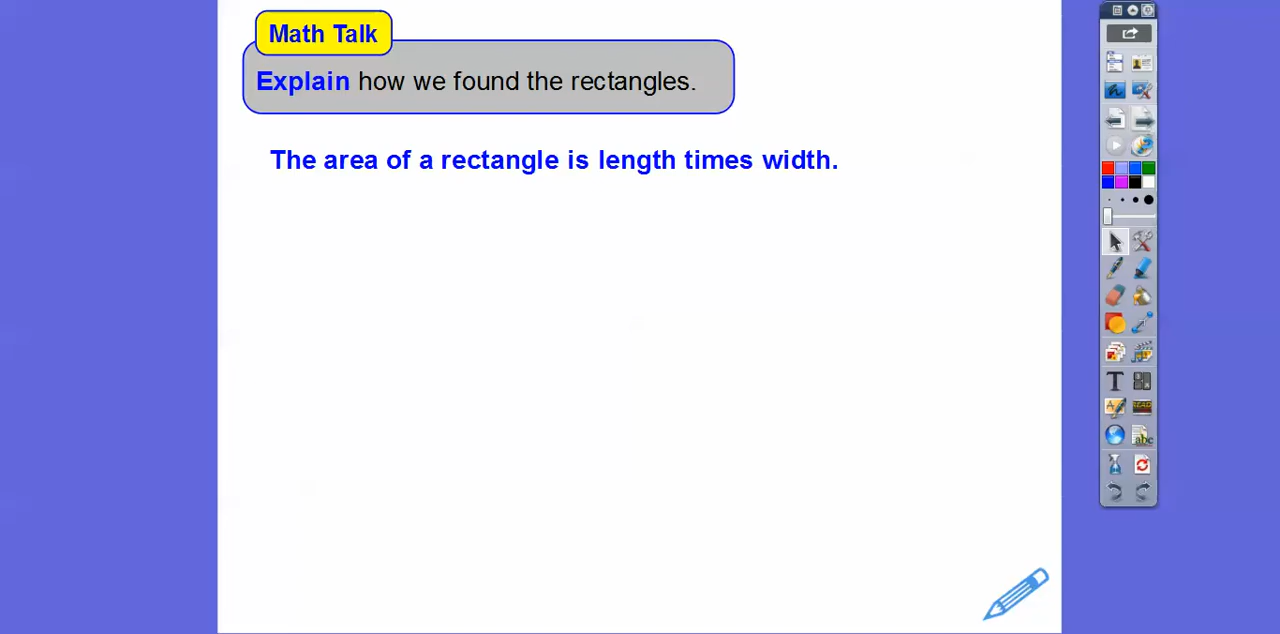 Math Talk
Explain how we found the rectangles.
The area of a rectangle is length times width.